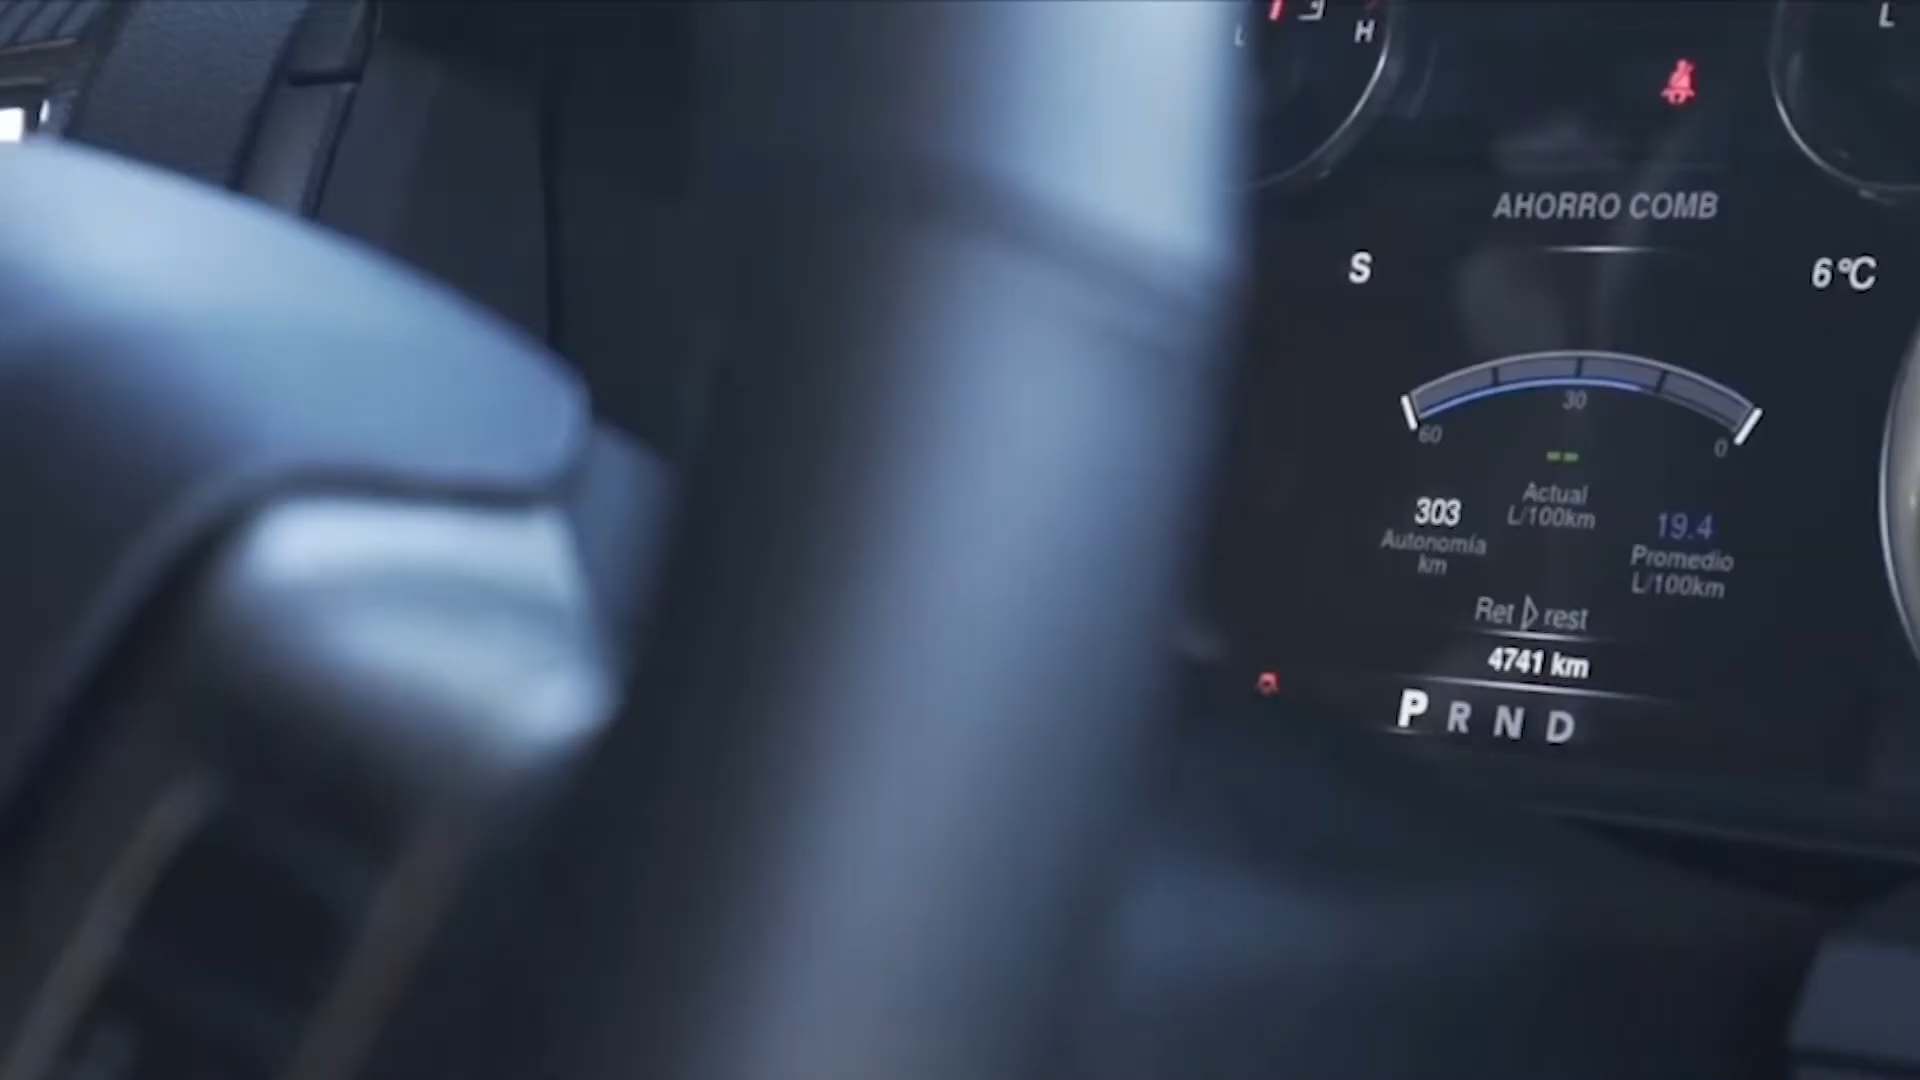 L H
L
AHORRO COMB
S
6°C
30
60
0
--
303
Autonomía
km
Actual
L/100km
19.4
Promedio
L/100km
Ret ▷ rest
4741 km
P R N D